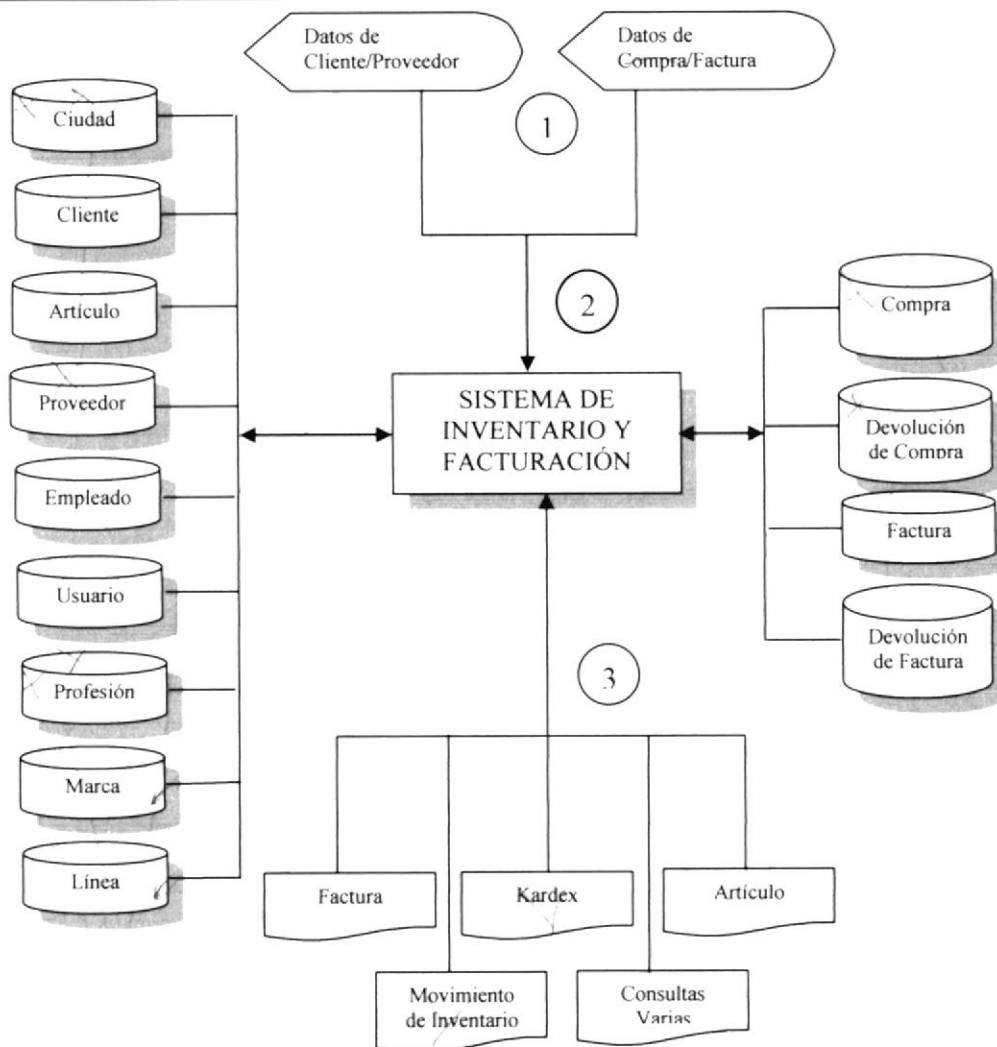 Datos de
Cliente/Proveedor
Datos de
Compra/Factura
1
Ciudad
Cliente
Artículo
Proveedor
Empleado
Usuario
Profesión
Marca
Línea
2
SISTEMA DE
INVENTARIO Y
FACTURACIÓN
Compra
Devolución
de Compra
Factura
Devolución
de Factura
3
Factura
Kardex
Artículo
Movimiento
de Inventario
Consultas
Varias